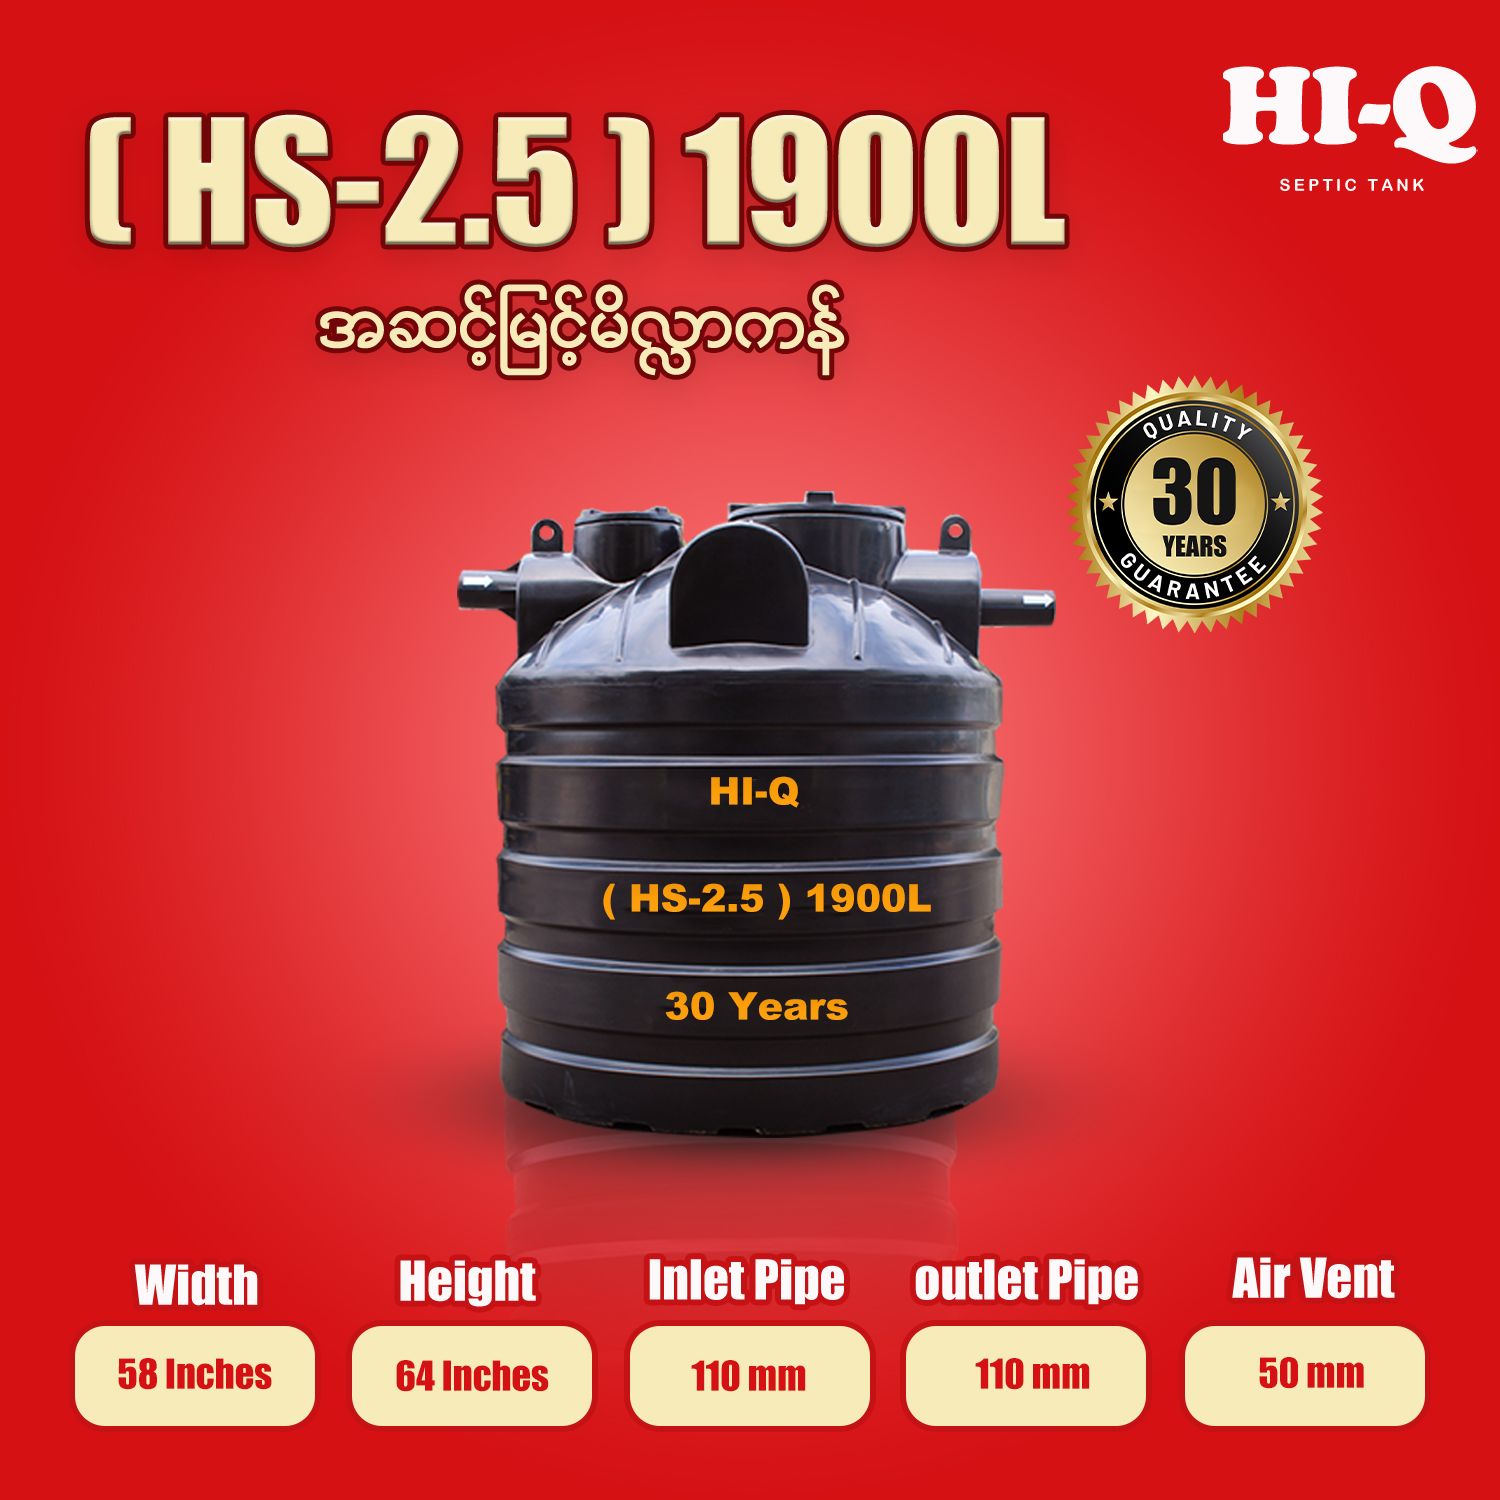 ( HS-2.5 ) 1900L
HI-Q
SEPTIC TANK
အဆင့်မြင့်မိလ္လာကန်
QUALITY
30
YEARS
GUARANTEE
HI-Q
( HS-2.5 ) 1900L
30 Years
Width
Height
Inlet Pipe
outlet Pipe
Air Vent
58 Inches
64 Inches
110 mm
110 mm
50 mm